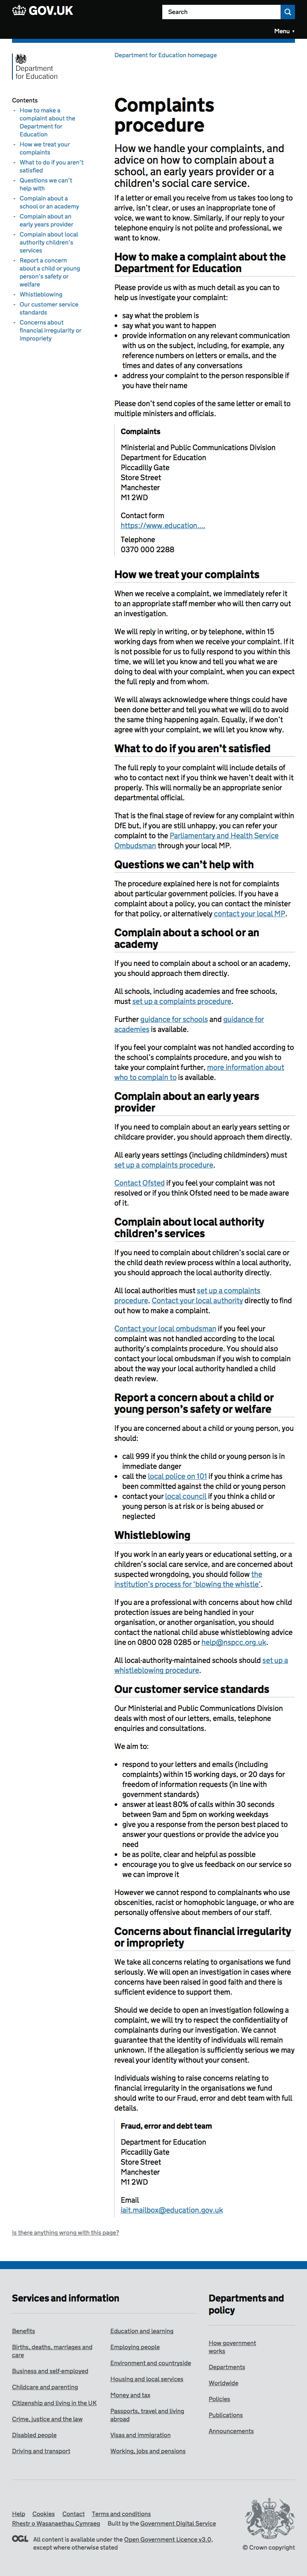 GOV.UK
Search
Menu
Department
for Education
Department for Education homepage
Contents
- How to make a
complaint about the
Department for
Education
- How we treat your
complaints
- What to do if you aren't
satisfied
- Questions we can't
help with
- Complain about a
school or an academy
- Complain about an
early years provider
- Complain about local
authority children's
services
- Report a concern
about a child or young
person's safety or
welfare
- Whistleblowing
- Our customer service
standards
- Concerns about
financial irregularity or
impropriety
Complaints
procedure
How we handle your complaints, and
advice on how to complain about a
school, an early years provider or a
children's social care service.
If a letter or email you receive from us takes too long to
arrive, isn't clear, or uses an inappropriate tone of
voice, we want to know. Similarly, if our reply to your
telephone enquiry is not polite and professional, we
want to know.
How to make a complaint about the
Department for Education
Please provide us with as much detail as you can to
help us investigate your complaint:
• say what the problem is
• say what you want to happen
• provide information on any relevant communication
with us on the subject, including, for example, any
reference numbers on letters or emails, and the
times and dates of any conversations
• address your complaint to the person responsible if
you have their name
Please don't send copies of the same letter or email to
multiple ministers and officials.
Complaints
Ministerial and Public Communications Division
Department for Education
Piccadilly Gate
Store Street
Manchester
M1 2WD
Contact form
https://www.education....
Telephone
0370 000 2288
How we treat your complaints
When we receive a complaint, we immediately refer it
to an appropriate staff member who will then carry out
an investigation.
We will reply in writing, or by telephone, within 15
working days from when we receive your complaint. If it
is not possible for us to fully respond to you within this
time, we will let you know and tell you what we are
doing to deal with your complaint, when you can expect
the full reply and from whom.
We will always acknowledge where things could have
been done better and tell you what we will do to avoid
the same thing happening again. Equally, if we don't
agree with your complaint, we will let you know why.
What to do if you aren't satisfied
The full reply to your complaint will include details of
who to contact next if you think that we haven't dealt
with it properly. This will normally be an appropriate senior
departmental official.
That is the final stage of review for any complaint within
DfE but, if you are still unhappy, you can refer your
complaint to the Parliamentary and Health Service
Ombudsman through your local MP.
Questions we can't help with
The procedure explained here is not for complaints
about particular government policies. If you have a
complaint about a policy, you can contact the minister
for that policy, or alternatively contact your local MP.
Complain about a school or an
academy
If you need to complain about a school or an academy,
you should approach them directly.
All schools, including academies and free schools,
must set up a complaints procedure.
Further guidance for schools and guidance for
academies is available.
If you feel your complaint was not handled according to
the school's complaints procedure, and you wish to
take your complaint further, more information about
who to complain to is available.
Complain about an early years
provider
If you need to complain about an early years setting or
childcare provider, you should approach them directly.
All early years settings (including childminders) must
set up a complaints procedure.
Contact Ofsted if you feel your complaint was not
resolved or if you think Ofsted need to be made aware
of it.
Complain about local authority
children's services
If you need to complain about children's social care or
the child death review process within a local authority,
you should approach the local authority directly.
All local authorities must set up a complaints
procedure. Contact your local authority directly to find
out how to make a complaint.
Contact your local ombudsman if you feel your
complaint was not handled according to the local
authority's complaints procedure. You should also
contact your local ombudsman if you wish to complain
about the way your local authority handled a child
death review.
Report a concern about a child or
young person's safety or welfare
If you are concerned about a child or young person, you
should:
• call 999 if you think the child or young person is in
immediate danger
• call the local police on 101 if you think a crime has
been committed against the child or young person
• contact your local council if you think a child or
young person is at risk or is being abused or
neglected
Whistleblowing
If you work in an early years or educational setting, or a
children's social care service, and are concerned about
suspected wrongdoing, you should follow the
institution's process for 'blowing the whistle'.
If you are a professional with concerns about how child
protection issues are being handled in your
organisation, or another organisation, you should
contact the national child abuse whistleblowing advice
line on 0800 028 0285 or help@nspcc.org.uk.
All local-authority-maintained schools should set up a
whistleblowing procedure.
Our customer service standards
Our Ministerial and Public Communications Division
deals with most of our letters, emails, telephone
enquiries and consultations.
We aim to:
• respond to your letters and emails (including
complaints) within 15 working days, or 20 days for
freedom of information requests (in line with
government standards)
• answer at least 80% of calls within 30 seconds
between 9am and 5pm on working weekdays
• give you a response from the person best placed to
answer your questions or provide the advice you
need
• be as polite, clear and helpful as possible
• encourage you to give us feedback on our service so
we can improve it
However we cannot respond to complainants who use
obscenities, racist or homophobic language, or who are
personally offensive about members of our staff.
Concerns about financial irregularity
or impropriety
We take all concerns relating to organisations we fund
seriously. We will open an investigation in cases where
concerns have been raised in good faith and there is
sufficient evidence to support them.
Should we decide to open an investigation following a
complaint, we will try to respect the confidentiality of
complainants during our investigation. We cannot
guarantee that the identity of individuals will remain
unknown. If the allegation is sufficiently serious we may
reveal your identity without your consent.
Individuals wishing to raise concerns relating to
financial irregularity in the organisations we fund
should write to our Fraud, error and debt team with full
details.
Fraud, error and debt team
Department for Education
Piccadilly Gate
Store Street
Manchester
M1 2WD
Email
iait.mailbox@education.gov.uk
Is there anything wrong with this page?
Services and information
Benefits
Births, deaths, marriages and
care
Business and self-employed
Childcare and parenting
Citizenship and living in the UK
Crime, justice and the law
Disabled people
Driving and transport
Education and learning
Employing people
Environment and countryside
Housing and local services
Money and tax
Passports, travel and living
abroad
Visas and immigration
Working, jobs and pensions
Departments and
policy
How government
works
Departments
Worldwide
Policies
Publications
Announcements
Help Cookies Contact Terms and conditions
Rhestr o Wasanaethau Cymraeg Built by the Government Digital Service
OGL All content is available under the Open Government Licence v3.0,
except where otherwise stated
© Crown copyright